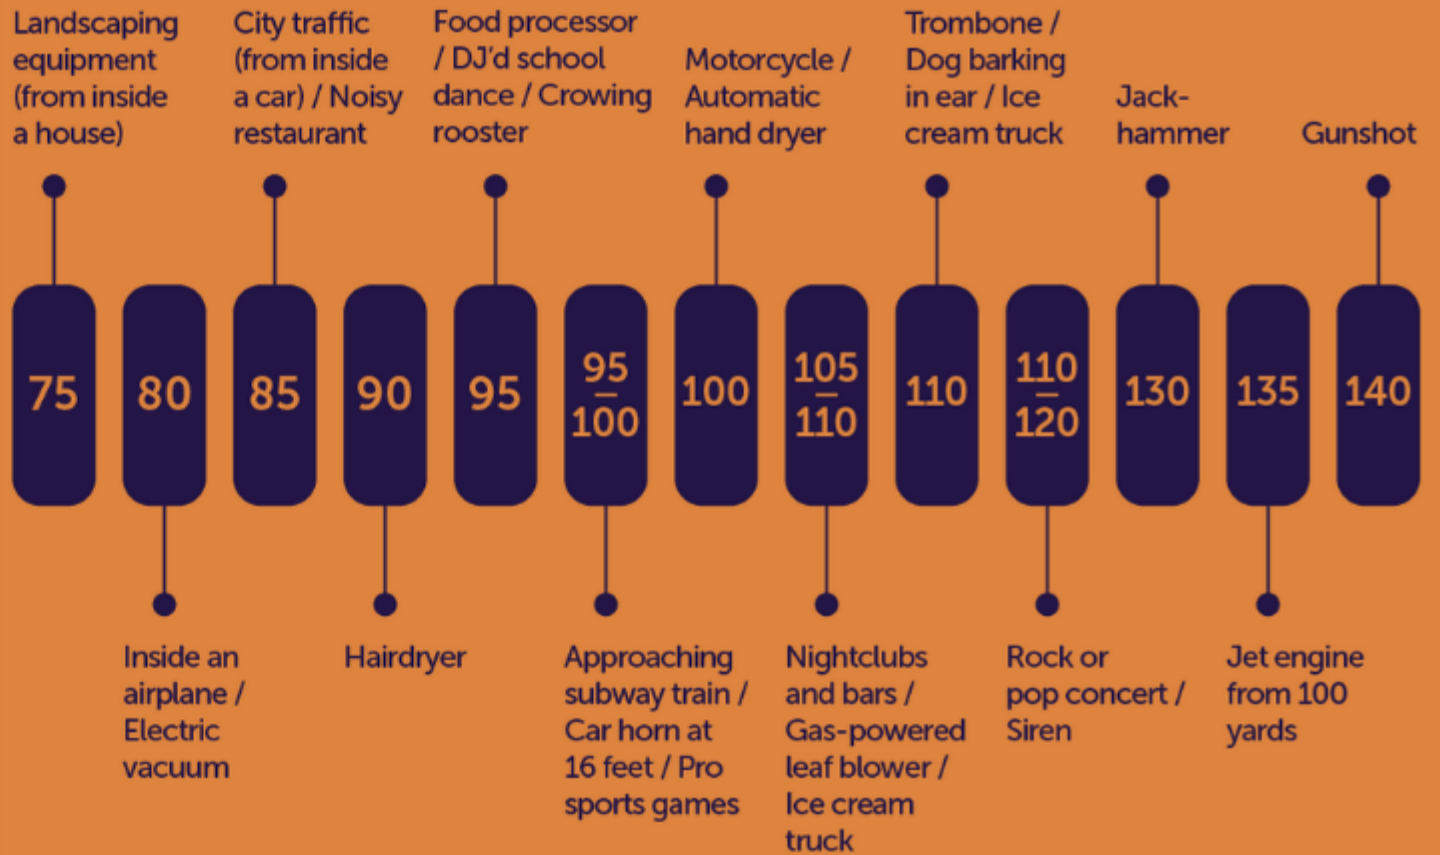 Landscaping
equipment
(from inside
a house)
City traffic
(from inside
a car) / Noisy
restaurant
Food processor
/ DJ’d school
dance / Crowing
rooster
Motorcycle /
Automatic
hand dryer
Trombone /
Dog barking
in ear / Ice
cream truck
Jack-
hammer
Gunshot
75
80
85
90
95
95
–
100
100
105
–
110
110
110
–
120
130
135
140
Inside an
airplane /
Electric
vacuum
Hairdryer
Approaching
subway train /
Car horn at
16 feet / Pro
sports games
Nightclubs
and bars /
Gas-powered
leaf blower /
Ice cream
truck
Rock or
pop concert /
Siren
Jet engine
from 100
yards